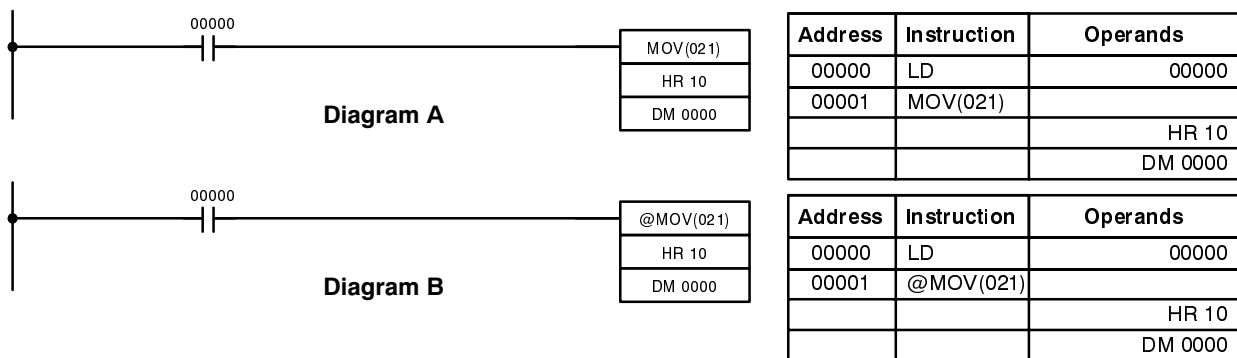 00000
MOV(021)
HR 10
DM 0000
Diagram A
Address Instruction Operands
00000 LD 00000
00001 MOV(021)
HR 10
DM 0000
00000
@MOV(021)
HR 10
DM 0000
Diagram B
Address Instruction Operands
00000 LD 00000
00001 @MOV(021)
HR 10
DM 0000